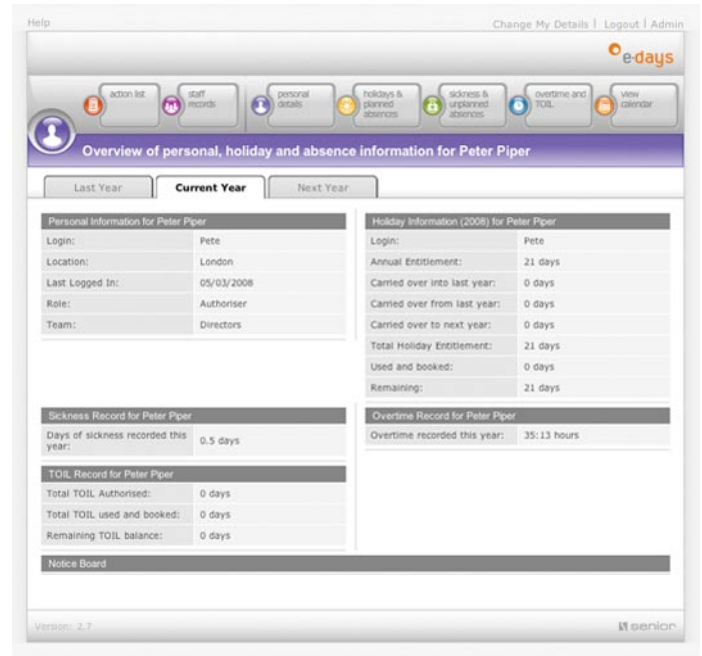 Help
Change My Details | Logout | Admin
e-days
action list
staff
records
personal
details
holidays &
planned
absences
sickness &
unplanned
absences
overtime and
TOIL
view
calendar
Overview of personal, holiday and absence information for Peter Piper
Last Year Current Year Next Year
Personal Information for Peter Piper
Login: Pete
Location: London
Last Logged In: 05/03/2008
Role: Authoriser
Team: Directors
Holiday Information (2008) for Peter Piper
Login: Pete
Annual Entitlement: 21 days
Carried over into last year: 0 days
Carried over from last year: 0 days
Carried over to next year: 0 days
Total Holiday Entitlement: 21 days
Used and booked: 0 days
Remaining: 21 days
Sickness Record for Peter Piper
Days of sickness recorded this
year: 0.5 days
Overtime Record for Peter Piper
Overtime recorded this year: 35:13 hours
TOIL Record for Peter Piper
Total TOIL Authorised: 0 days
Total TOIL used and booked: 0 days
Remaining TOIL balance: 0 days
Notice Board
Version: 2.7
senior